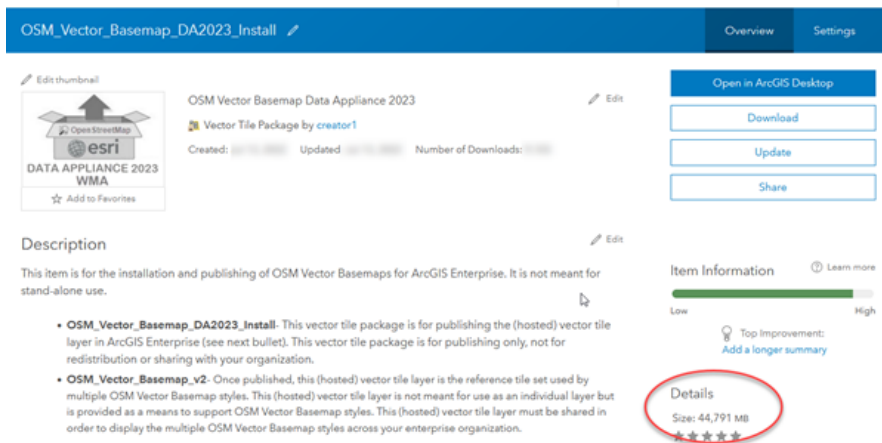 OSM_Vector_Basemap_DA2023_Install
Overview
Settings
Edit thumbnail
OpenStreetMap
esri
DATA APPLIANCE 2023
WMA
Add to Favorites
OSM Vector Basemap Data Appliance 2023
Edit
Vector Tile Package by creator1
Created:
Updated
Number of Downloads:
Open in ArcGIS Desktop
Download
Update
Share
Description
Edit
This item is for the installation and publishing of OSM Vector Basemaps for ArcGIS Enterprise. It is not meant for
stand-alone use.
• OSM_Vector_Basemap_DA2023_Install- This vector tile package is for publishing the (hosted) vector tile
layer in ArcGIS Enterprise (see next bullet). This vector tile package is for publishing only, not for
redistribution or sharing with your organization.
• OSM_Vector_Basemap_v2- Once published, this (hosted) vector tile layer is the reference tile set used by
multiple OSM Vector Basemap styles. This (hosted) vector tile layer is not meant for use as an individual layer but
is provided as a means to support OSM Vector Basemap styles. This (hosted) vector tile layer must be shared in
order to display the multiple OSM Vector Basemap styles across your enterprise organization.
Item Information
Learn more
Low
High
Top Improvement:
Add a longer summary
Details
Size: 44,791 MB